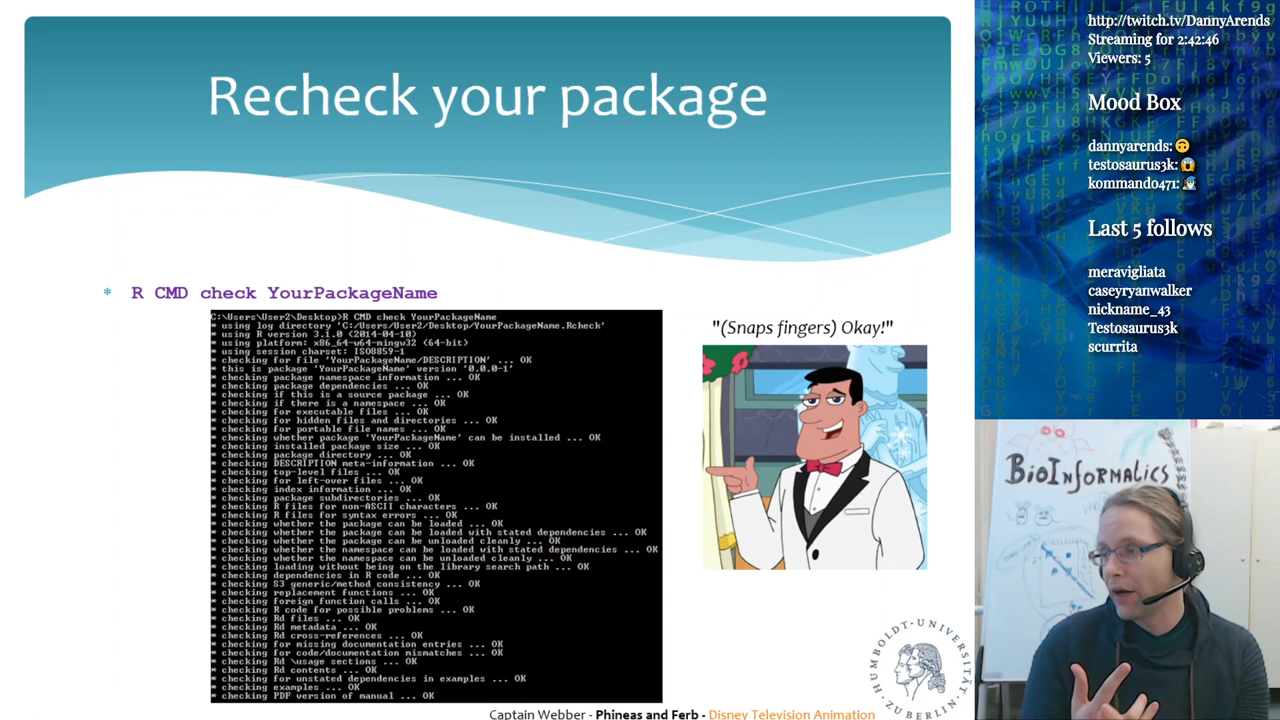 Recheck your package
* R CMD check YourPackageName
C:\Users\User2\Desktop>R CMD check YourPackageName
* using log directory 'C:/Users/User2/Desktop/YourPackageName.Rcheck'
* using R version 3.1.0 (2014-04-10)
* using platform: x86_64-w64-mingw32 (64-bit)
* using session charset: ISO8859-1
* checking for file 'YourPackageName/DESCRIPTION' ... OK
* this is package 'YourPackageName' version '0.0.0-1'
* checking package namespace information ... OK
* checking package dependencies ... OK
* checking if this is a source package ... OK
* checking if there is a namespace ... OK
* checking for executable files ... OK
* checking for hidden files and directories ... OK
* checking for portable file names ... OK
* checking whether package 'YourPackageName' can be installed ... OK
* checking installed package size ... OK
* checking package directory ... OK
* checking DESCRIPTION meta-information ... OK
* checking top-level files ... OK
* checking for left-over files ... OK
* checking index information ... OK
* checking package subdirectories ... OK
* checking R files for non-ASCII characters ... OK
* checking R files for syntax errors ... OK
* checking whether the package can be loaded ... OK
* checking whether the package can be loaded with stated dependencies ... OK
* checking whether the package can be unloaded cleanly ... OK
* checking whether the namespace can be loaded with stated dependencies ... OK
* checking whether the namespace can be unloaded cleanly ... OK
* checking loading without being on the library search path ... OK
* checking dependencies in R code ... OK
* checking S3 generic/method consistency ... OK
* checking replacement functions ... OK
* checking foreign function calls ... OK
* checking R code for possible problems ... OK
* checking Rd files ... OK
* checking Rd metadata ... OK
* checking Rd cross-references ... OK
* checking for missing documentation entries ... OK
* checking for code/documentation mismatches ... OK
* checking Rd \usage sections ... OK
* checking Rd contents ... OK
* checking for unstated dependencies in examples ... OK
* checking examples ... OK
* checking PDF version of manual ... OK
"(Snaps fingers) Okay!"
HUMBOLDT-UNIVERSITÄT ZU BERLIN
Captain Webber - Phineas and Ferb - Disney Television Animation
http://twitch.tv/DannyArends
Streaming for 2:42:46
Viewers: 5
Mood Box
dannyarends: 🙃
testosaurus3k: 😱
kommando471:
Last 5 follows
meravigliata
caseyryanwalker
nickname_43
Testosaurus3k
scurrita
BioInformatics